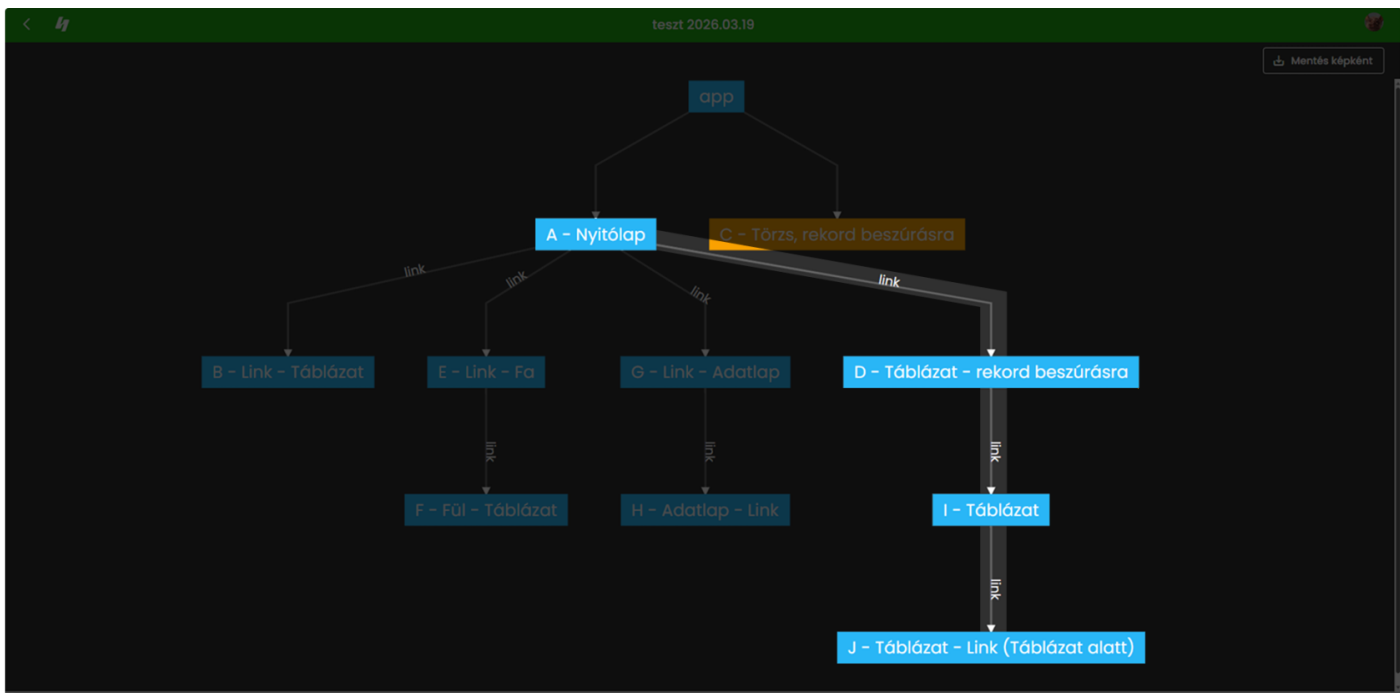 teszt 2026.03.19
Mentés képként
app
A - Nyitólap
C - Törzs, rekord beszúrásra
link
link
link
link
B - Link - Táblázat
E - Link - Fa
G - Link - Adatlap
D - Táblázat - rekord beszúrásra
link
link
link
F - Fül - Táblázat
H - Adatlap - Link
I - Táblázat
link
J - Táblázat - Link (Táblázat alatt)